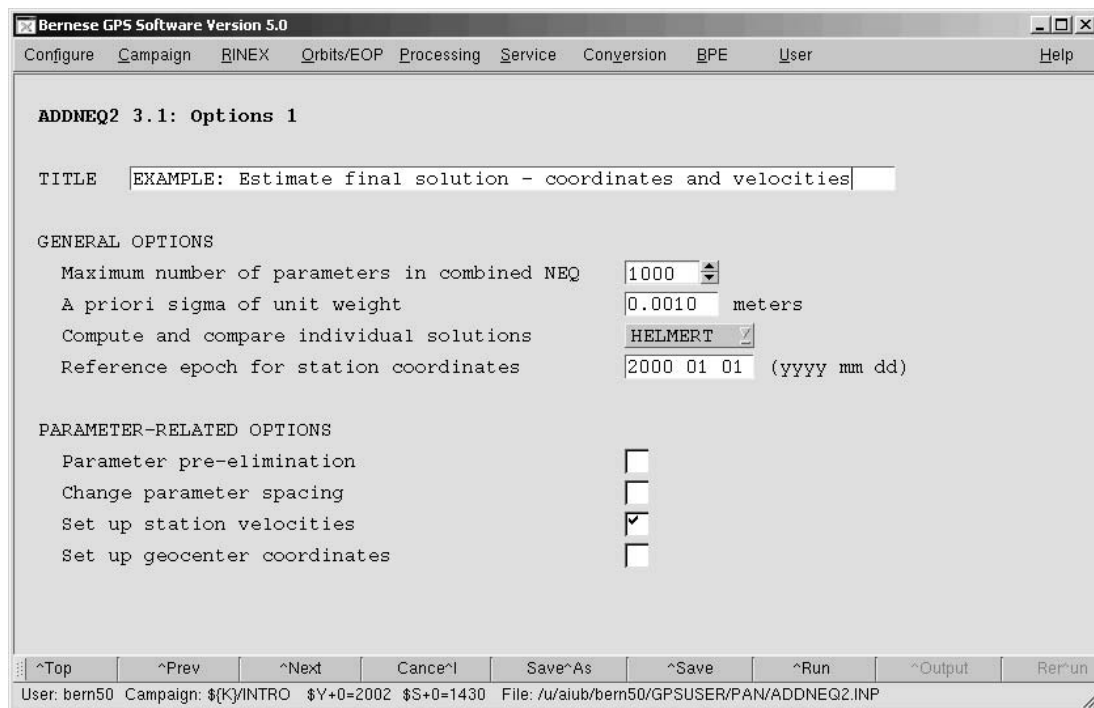 Bernese GPS Software Version 5.0
Configure Campaign RINEX Orbits/EOP Processing Service Conversion BPE User Help
ADDNEQ2 3.1: Options 1
TITLE EXAMPLE: Estimate final solution - coordinates and velocities
GENERAL OPTIONS
Maximum number of parameters in combined NEQ 1000
A priori sigma of unit weight 0.0010 meters
Compute and compare individual solutions HELMERT
Reference epoch for station coordinates 2000 01 01 (yyyy mm dd)
PARAMETER-RELATED OPTIONS
Parameter pre-elimination
Change parameter spacing
Set up station velocities
Set up geocenter coordinates
^Top ^Prev ^Next Cance^l Save^As ^Save ^Run ^Output Rer^un
User: bern50 Campaign: ${K}/INTRO $Y+0=2002 $S+0=1430 File: /u/aiub/bern50/GPSUSER/PAN/ADDNEQ2.INP